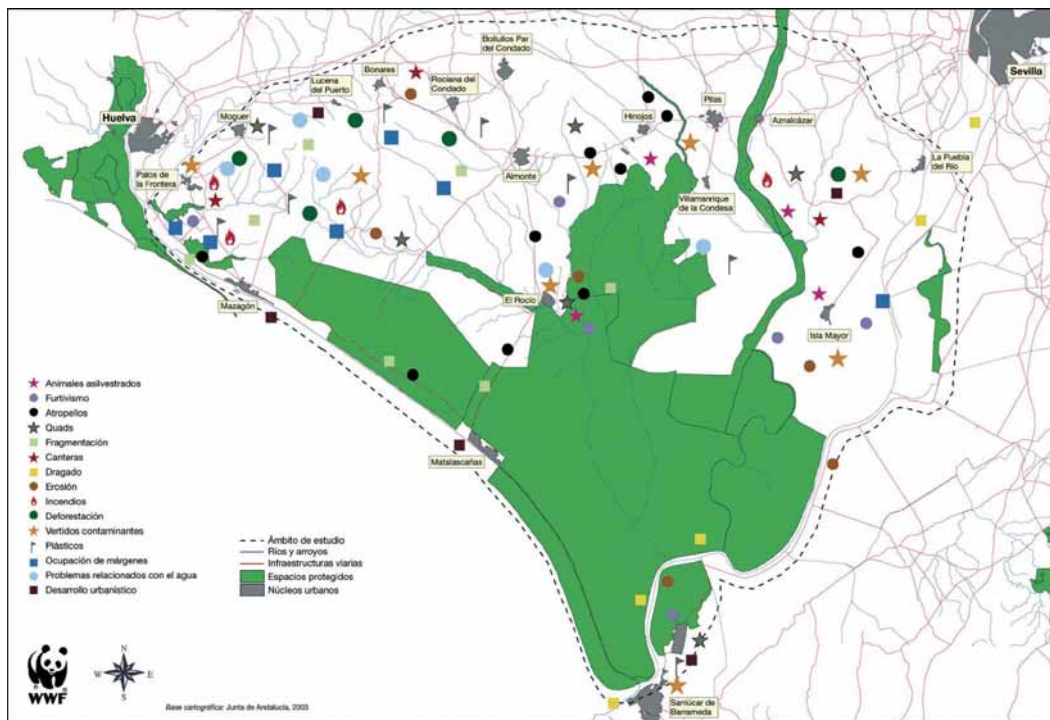 Bollullos Par
del Condado
Sevilla
Bonares
Lucena
del Puerto
Rociana del
Condado
Huelva
Moguer
Hinojos
Pilas
Aznalcázar
Palos de
la Frontera
Almonte
La Puebla
del Río
Villamanrique
de la Condesa
Mazagón
El Rocío
Isla Mayor
Matalascañas
Sanlúcar de
Barrameda
Animales asilvestrados
Furtivismo
Atropellos
Quads
Fragmentación
Canteras
Dragado
Erosión
Incendios
Deforestación
Vertidos contaminantes
Plásticos
Ocupación de márgenes
Problemas relacionados con el agua
Desarrollo urbanístico
Ámbito de estudio
Ríos y arroyos
Infraestructuras viarias
Espacios protegidos
Núcleos urbanos
N
W E
S
WWF
Base cartográfica: Junta de Andalucía, 2003